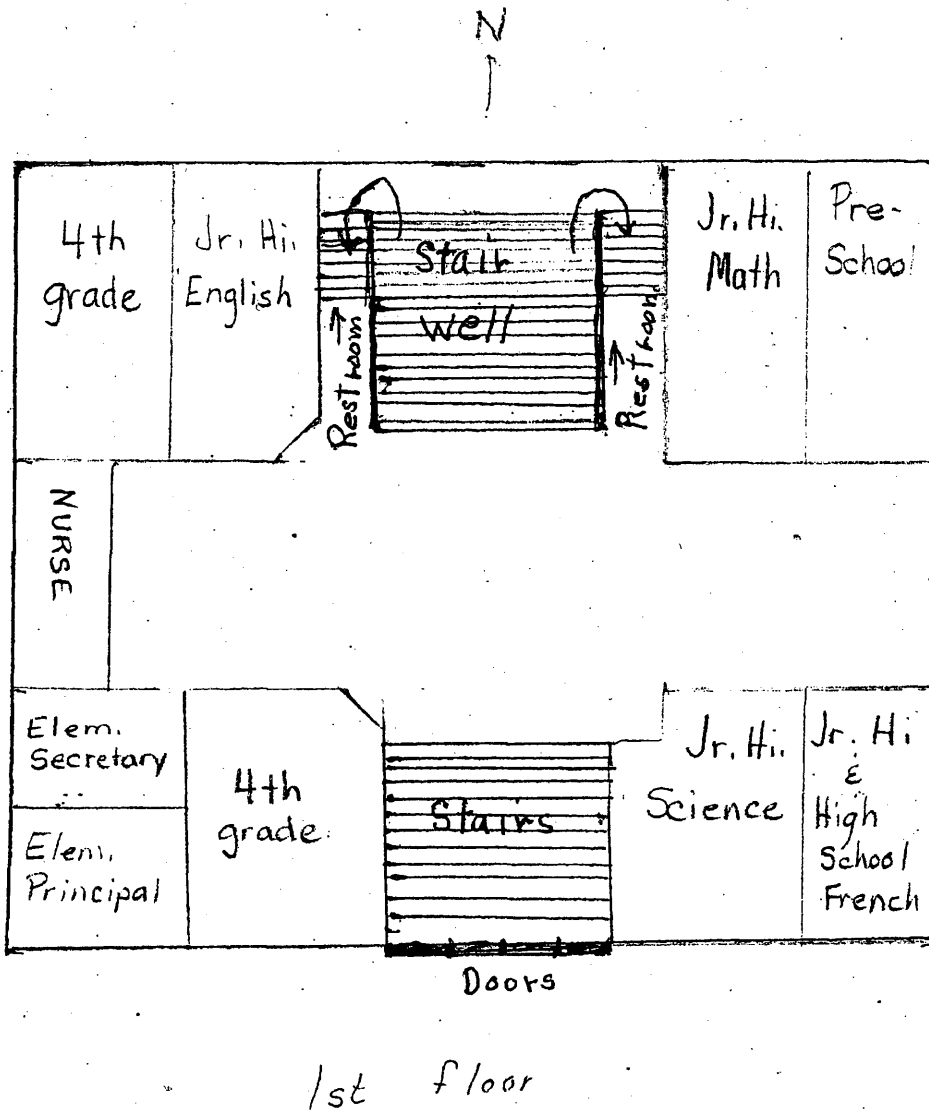 N
4th
grade
Jr. Hi.
English
Stair
well
Restroom
Restroom
Jr. Hi.
Math
Pre-
School
NURSE
Elem.
Secretary
Elem.
Principal
4th
grade
Stairs
Jr. Hi.
Science
Jr. Hi
&
High
School
French
Doors
1st floor